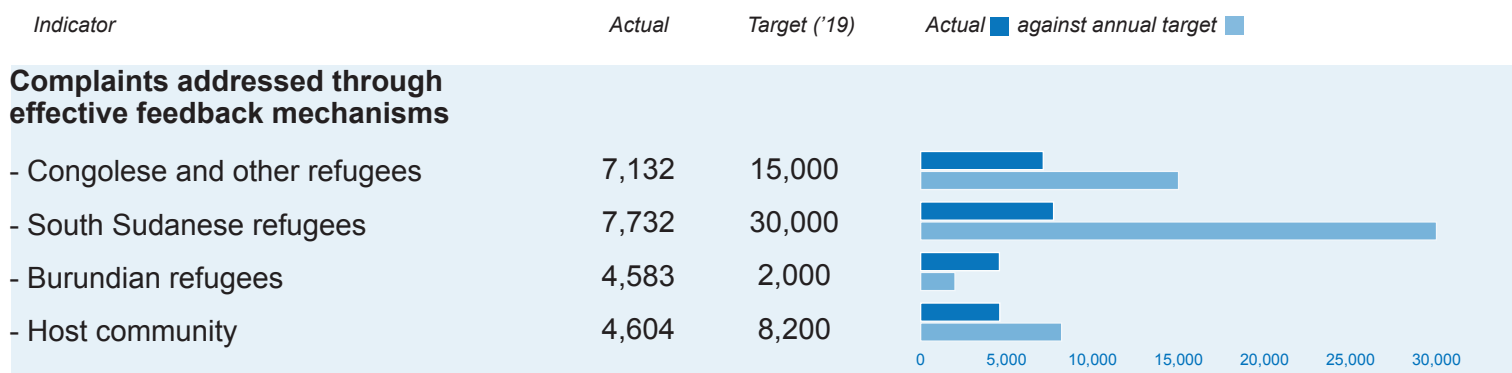 Indicator Actual Target ('19) Actual against annual target
Complaints addressed through
effective feedback mechanisms
- Congolese and other refugees 7,132 15,000
- South Sudanese refugees 7,732 30,000
- Burundian refugees 4,583 2,000
- Host community 4,604 8,200
0 5,000 10,000 15,000 20,000 25,000 30,000